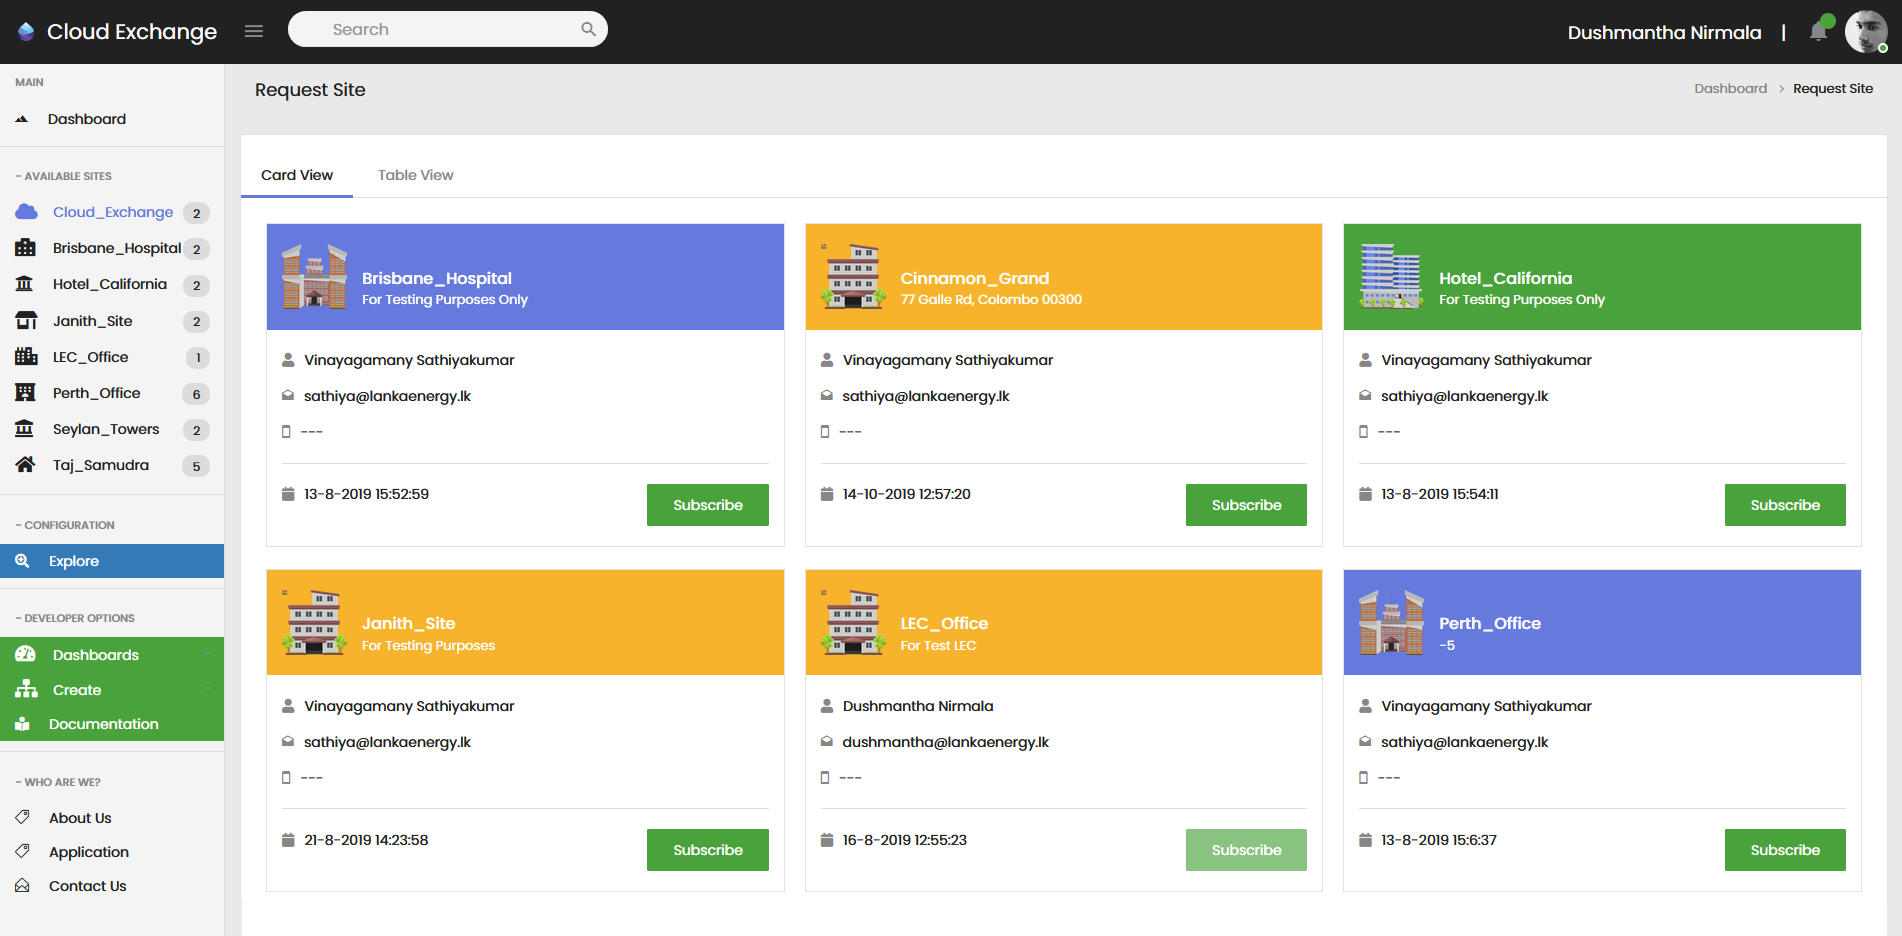 Cloud Exchange
Search
Dushmantha Nirmala |
MAIN
Dashboard
- AVAILABLE SITES
Cloud_Exchange 2
Brisbane_Hospital 2
Hotel_California 2
Janith_Site 2
LEC_Office 1
Perth_Office 6
Seylan_Towers 2
Taj_Samudra 5
- CONFIGURATION
Explore
- DEVELOPER OPTIONS
Dashboards
Create
Documentation
- WHO ARE WE?
About Us
Application
Contact Us
Request Site
Dashboard > Request Site
Card View
Table View
Brisbane_Hospital
For Testing Purposes Only
Vinayagamany Sathiyakumar
sathiya@lankaenergy.lk
---
13-8-2019 15:52:59
Subscribe
Cinnamon_Grand
77 Galle Rd, Colombo 00300
Vinayagamany Sathiyakumar
sathiya@lankaenergy.lk
---
14-10-2019 12:57:20
Subscribe
Hotel_California
For Testing Purposes Only
Vinayagamany Sathiyakumar
sathiya@lankaenergy.lk
---
13-8-2019 15:54:11
Subscribe
Janith_Site
For Testing Purposes
Vinayagamany Sathiyakumar
sathiya@lankaenergy.lk
---
21-8-2019 14:23:58
Subscribe
LEC_Office
For Test LEC
Dushmantha Nirmala
dushmantha@lankaenergy.lk
---
16-8-2019 12:55:23
Subscribe
Perth_Office
-5
Vinayagamany Sathiyakumar
sathiya@lankaenergy.lk
---
13-8-2019 15:6:37
Subscribe